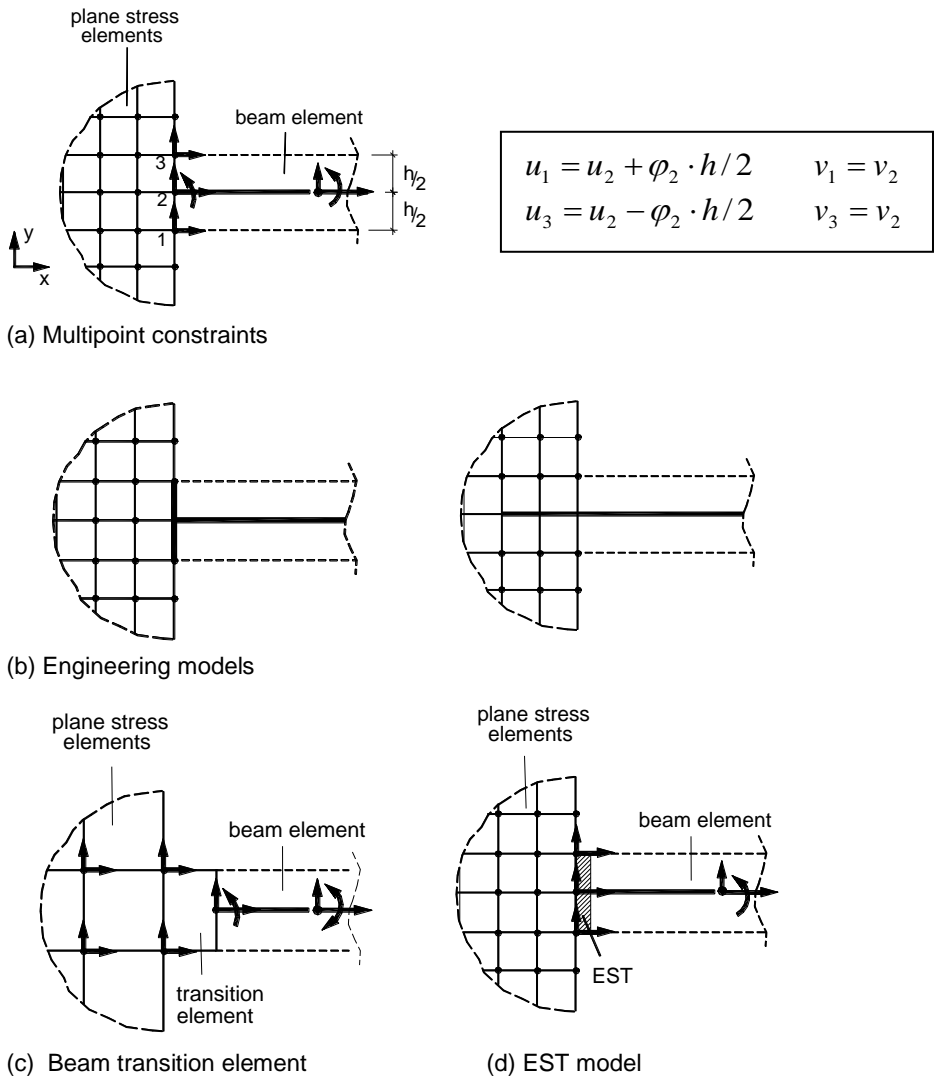 plane stress
elements
beam element
3
2
1
h/2
h/2
y
x
u₁ = u₂ + φ₂ · h/2 v₁ = v₂
u₃ = u₂ − φ₂ · h/2 v₃ = v₂
(a) Multipoint constraints
(b) Engineering models
plane stress
elements
beam element
transition
element
(c) Beam transition element
plane stress
elements
beam element
EST
(d) EST model